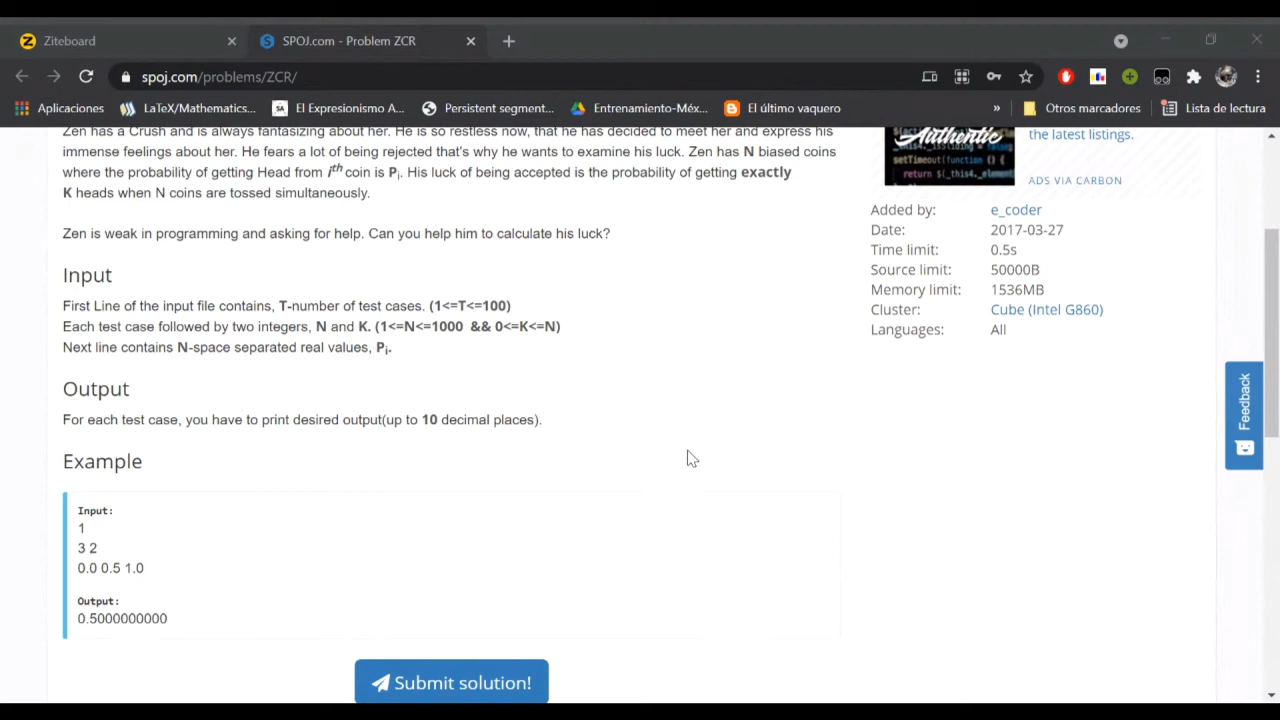 Ziteboard
SPOJ.com - Problem ZCR
spoj.com/problems/ZCR/
Aplicaciones
LaTeX/Mathematics...
El Expresionismo A...
Persistent segment...
Entrenamiento-Méx...
El último vaquero
»
Otros marcadores
Lista de lectura
Zen has a Crush and is always fantasizing about her. He is so restless now, that he has decided to meet her and express his
immense feelings about her. He fears a lot of being rejected that's why he wants to examine his luck. Zen has N biased coins
where the probability of getting Head from ith coin is Pi. His luck of being accepted is the probability of getting exactly
K heads when N coins are tossed simultaneously.
Zen is weak in programming and asking for help. Can you help him to calculate his luck?
Input
First Line of the input file contains, T-number of test cases. (1<=T<=100)
Each test case followed by two integers, N and K. (1<=N<=1000 && 0<=K<=N)
Next line contains N-space separated real values, Pi.
Output
For each test case, you have to print desired output(up to 10 decimal places).
Example
Input:
1
3 2
0.0 0.5 1.0
Output:
0.5000000000
Submit solution!
Authentic
setTimeout(function () {
the latest listings.
ADS VIA CARBON
Added by: e_coder
Date: 2017-03-27
Time limit: 0.5s
Source limit: 50000B
Memory limit: 1536MB
Cluster: Cube (Intel G860)
Languages: All
Feedback